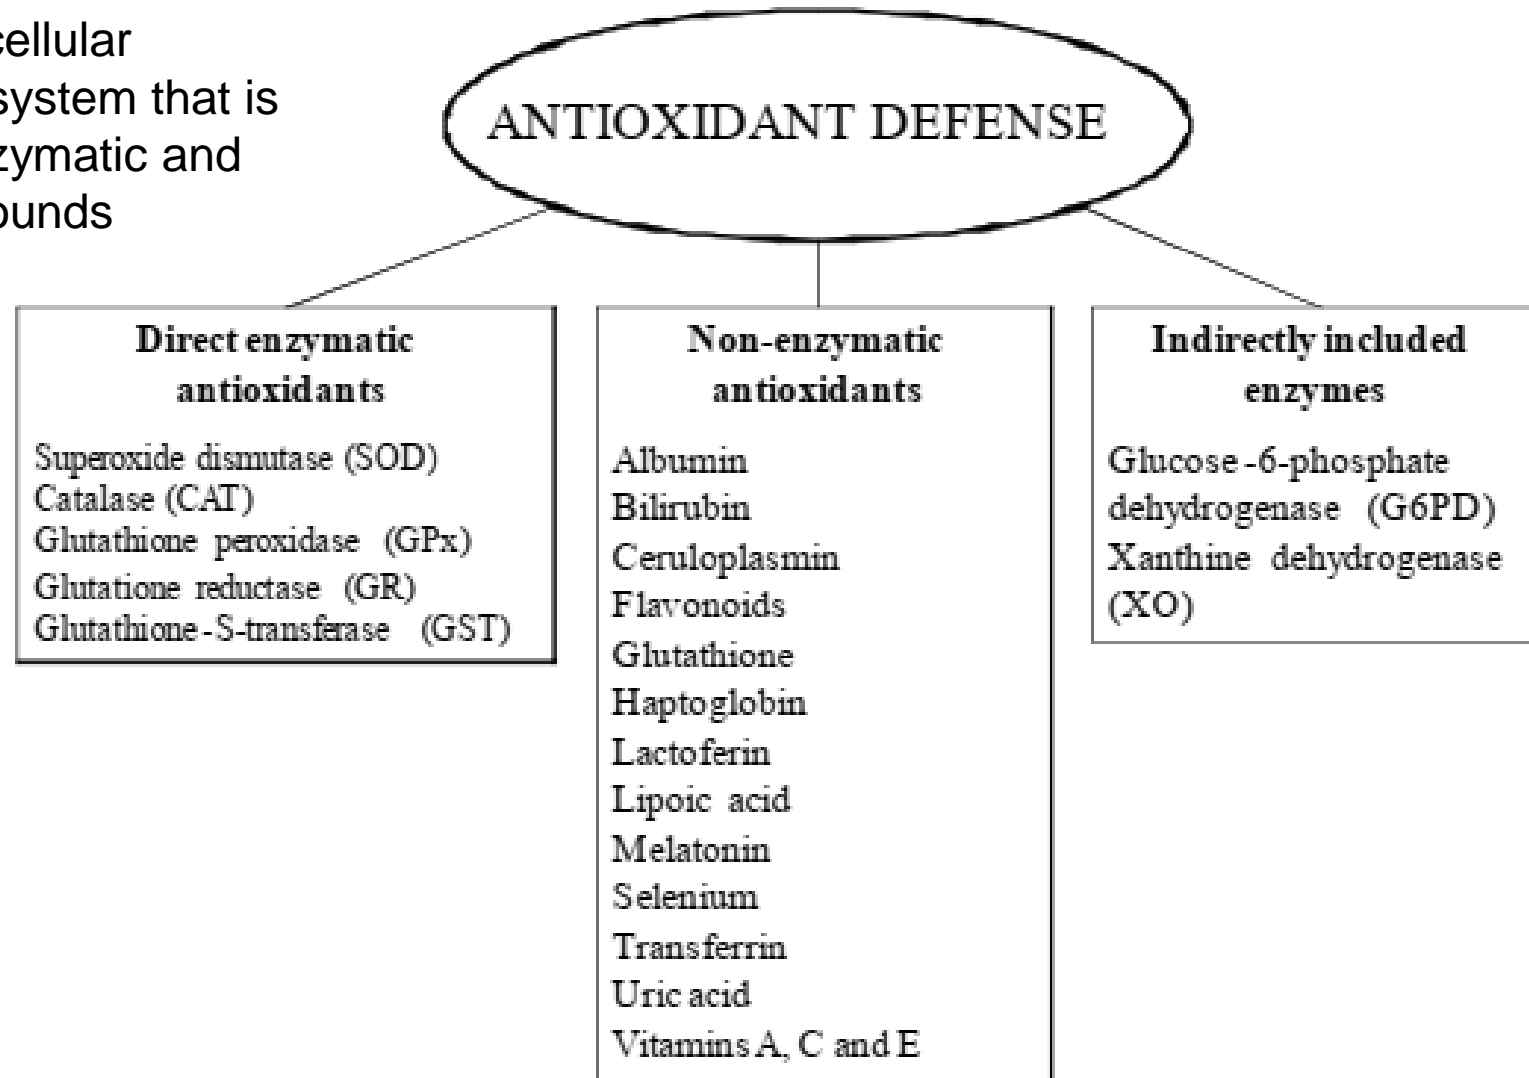 cellular
system that is
zymatic and
ounds
ANTIOXIDANT DEFENSE
Direct enzymatic
antioxidants
Superoxide dismutase (SOD)
Catalase (CAT)
Glutathione peroxidase (GPx)
Glutatione reductase (GR)
Glutathione-S-transferase (GST)
Non-enzymatic
antioxidants
Albumin
Bilirubin
Ceruloplasmin
Flavonoids
Glutathione
Haptoglobin
Lactoferin
Lipoic acid
Melatonin
Selenium
Transferrin
Uric acid
Vitamins A, C and E
Indirectly included
enzymes
Glucose-6-phosphate
dehydrogenase (G6PD)
Xanthine dehydrogenase
(XO)